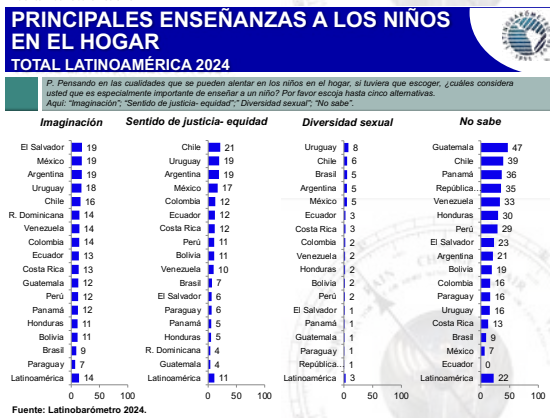 PRINCIPALES ENSEÑANZAS A LOS NIÑOS
EN EL HOGAR
TOTAL LATINOAMÉRICA 2024
P. Pensando en las cualidades que se pueden alentar en los niños en el hogar, si tuviera que escoger, ¿cuáles considera
usted que es especialmente importante de enseñar a un niño? Por favor escoja hasta cinco alternativas.
Aqui: "Imaginación"; "Sentido de justicia- equidad";" Diversidad sexual"; "No sabe".
Imaginación
El Salvador 19
México 19
Argentina 19
Uruguay 18
Chile 16
R. Dominicana 14
Venezuela 14
Colombia 14
Ecuador 13
Costa Rica 13
Guatemala 12
Perú 12
Panamá 12
Honduras 11
Bolivia 11
Brasil 9
Paraguay 7
Latinoamérica 14
0 50 100
Sentido de justicia- equidad
Chile 21
Uruguay 19
Argentina 19
México 17
Colombia 12
Ecuador 12
Costa Rica 12
Perú 11
Bolivia 11
Venezuela 10
Brasil 7
El Salvador 6
Paraguay 6
Panamá 5
Honduras 5
R. Dominicana 4
Guatemala 4
Latinoamérica 11
0 50 100
Diversidad sexual
Uruguay 8
Chile 6
Brasil 5
Argentina 5
México 5
Ecuador 3
Costa Rica 3
Colombia 2
Venezuela 2
Honduras 2
Bolivia 2
Perú 2
El Salvador 1
Panamá 1
Guatemala 1
Paraguay 1
República... 1
Latinoamérica 3
0 50 100
No sabe
Guatemala 47
Chile 39
Panamá 36
República... 35
Venezuela 33
Honduras 30
Perú 29
El Salvador 23
Argentina 21
Bolivia 19
Colombia 16
Paraguay 16
Uruguay 16
Costa Rica 13
Brasil 9
México 7
Ecuador 0
Latinoamérica 22
0 50 100
Fuente: Latinobarómetro 2024.